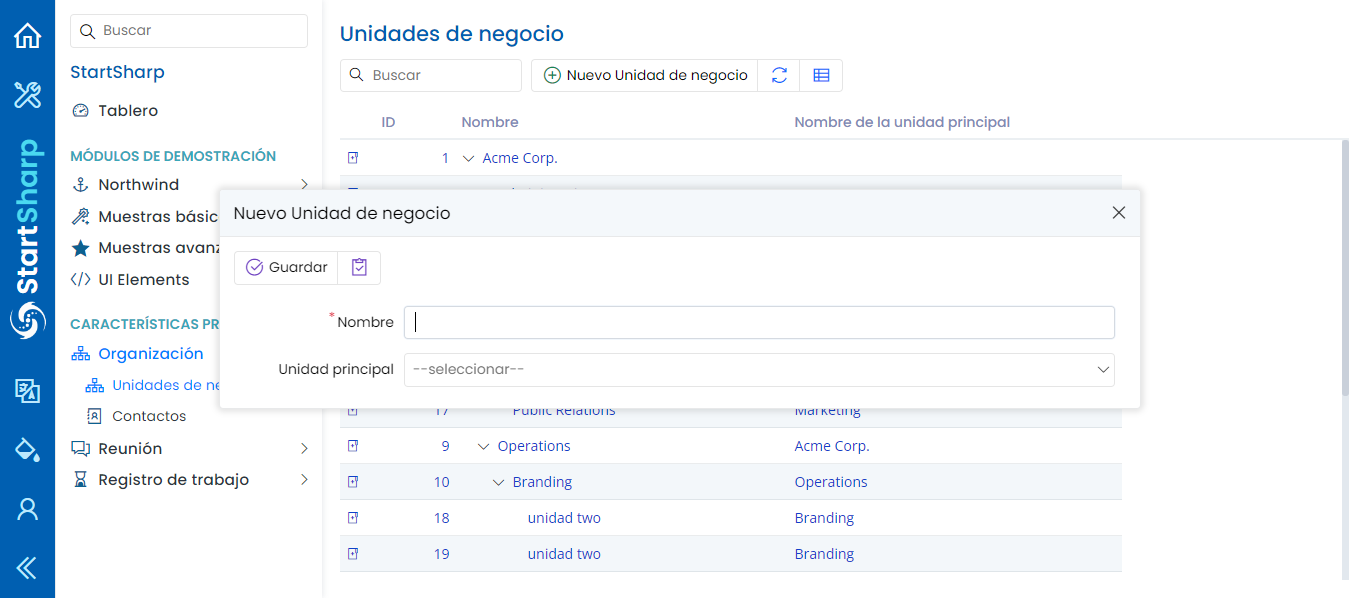 StartSharp
Buscar
StartSharp
Tablero
MÓDULOS DE DEMOSTRACIÓN
Northwind
Muestras básic
Muestras avanz
UI Elements
CARACTERÍSTICAS PR
Organización
Unidades de ne
Contactos
Reunión
Registro de trabajo
Unidades de negocio
Buscar
Nuevo Unidad de negocio
ID Nombre Nombre de la unidad principal
1 Acme Corp.
Nuevo Unidad de negocio
Guardar
*Nombre
Unidad principal --seleccionar--
17 Public Relations Marketing
9 Operations Acme Corp.
10 Branding Operations
18 unidad two Branding
19 unidad two Branding